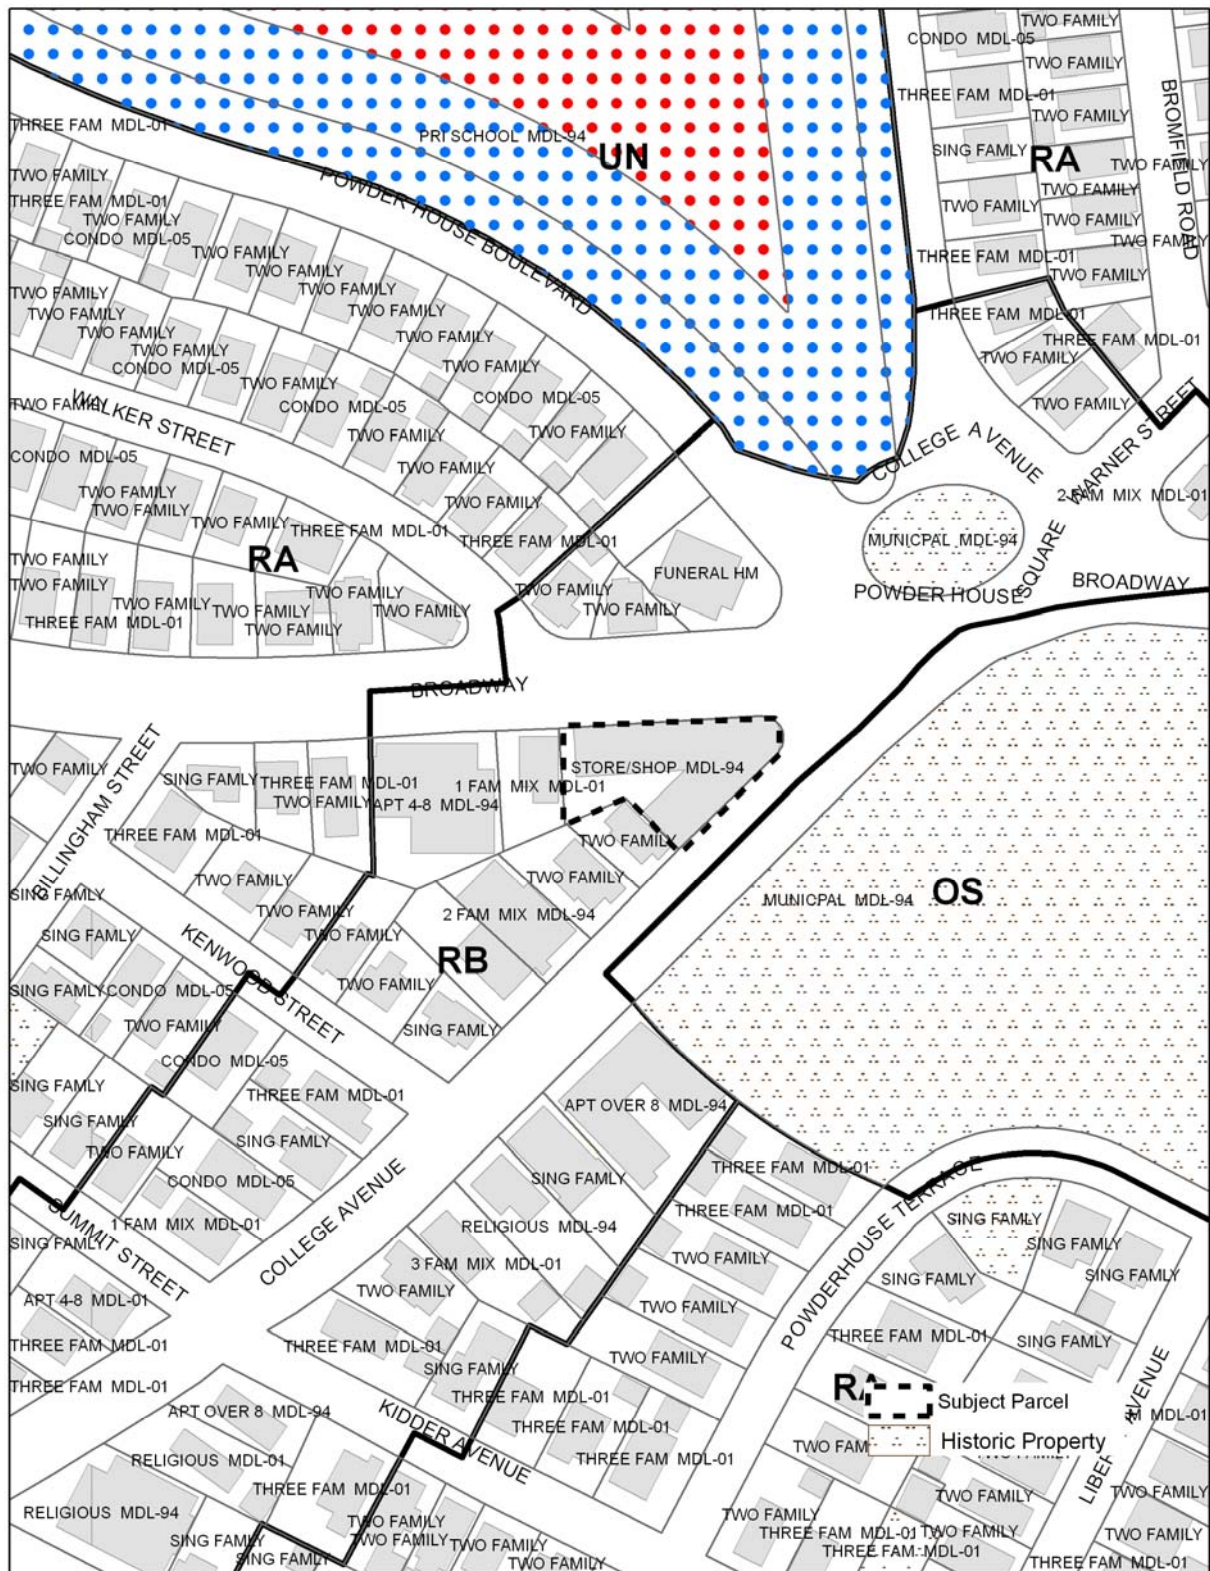 TWO FAMILY
CONDO MDL-05
TWO FAMILY
THREE FAM MDL-01
TWO FAMILY
THREE FAM MDL-01
PRI SCHOOL MDL-94
UN
SING FAMLY
RA
TWO FAMILY
BROMFIELD ROAD
POWDER HOUSE BOULEVARD
TWO FAMILY
THREE FAM MDL-01
TWO FAMILY
CONDO MDL-05
TWO FAMILY
TWO FAMILY
TWO FAMILY
TWO FAMILY
TWO FAMILY
TWO FAMILY
THREE FAM MDL-01
TWO FAMILY
TWO FAMILY
TWO FAMILY
TWO FAMILY
TWO FAMILY
CONDO MDL-05
TWO FAMILY
TWO FAMILY
TWO FAMILY
THREE FAM MDL-01
THREE FAM MDL-01
TWO FAMILY
TWO FAMILY
TWO FAMILY
CONDO MDL-05
CONDO MDL-05
TWO FAMILY
TWO FAMILY
TWO FAMILY
WALKER STREET
CONDO MDL-05
TWO FAMILY
TWO FAMILY
TWO FAMILY
TWO FAMILY
TWO FAMILY
THREE FAM MDL-01
THREE FAM MDL-01
COLLEGE AVENUE
WARNER STREET
2 FAM MIX MDL-01
MUNICPAL MDL-94
POWDER HOUSE SQUARE
BROADWAY
TWO FAMILY
TWO FAMILY
RA
FUNERAL HM
TWO FAMILY
TWO FAMILY
TWO FAMILY
TWO FAMILY
TWO FAMILY
TWO FAMILY
TWO FAMILY
THREE FAM MDL-01
BROADWAY
BILLINGHAM STREET
TWO FAMILY
SING FAMLY
THREE FAM MDL-01
TWO FAMILY
APT 4-8 MDL-94
1 FAM MIX MDL-01
STORE/SHOP MDL-94
THREE FAM MDL-01
TWO FAMILY
TWO FAMILY
TWO FAMILY
SING FAMLY
TWO FAMILY
2 FAM MIX MDL-94
MUNICPAL MDL-94
OS
SING FAMLY
KENWOOD STREET
TWO FAMILY
RB
TWO FAMILY
SING FAMLY
SING FAMLY
CONDO MDL-05
TWO FAMILY
CONDO MDL-05
SING FAMLY
THREE FAM MDL-01
APT OVER 8 MDL-94
SING FAMLY
TWO FAMILY
SING FAMLY
CONDO MDL-05
SING FAMLY
THREE FAM MDL-01
SUMMIT STREET
1 FAM MIX MDL-01
COLLEGE AVENUE
RELIGIOUS MDL-94
THREE FAM MDL-01
POWDERHOUSE TERRACE
SING FAMLY
SING FAMLY
SING FAMLY
3 FAM MIX MDL-01
TWO FAMILY
SING FAMLY
SING FAMLY
APT 4-8 MDL-01
TWO FAMILY
TWO FAMILY
THREE FAM MDL-01
THREE FAM MDL-01
THREE FAM MDL-01
SING FAMLY
SING FAMLY
TWO FAMILY
THREE FAM MDL-01
THREE FAM MDL-01
RA
Subject Parcel
APT OVER 8 MDL-94
KIDDER AVENUE
THREE FAM MDL-01
LIBER AVENUE
M MDL-01
Historic Property
TWO FAM
TWO FAMILY
RELIGIOUS MDL-01
THREE FAM MDL-01
THREE FAM MDL-01
TWO FAMILY
TWO FAMILY
RELIGIOUS MDL-94
TWO FAMILY
TWO FAMILY
THREE FAM MDL-01
TWO FAMILY
TWO FAMILY
SING FAMLY
TWO FAMILY
TWO FAMILY
THREE FAM MDL-01
SING FAMLY
TWO FAMILY
THREE FAM MDL-01